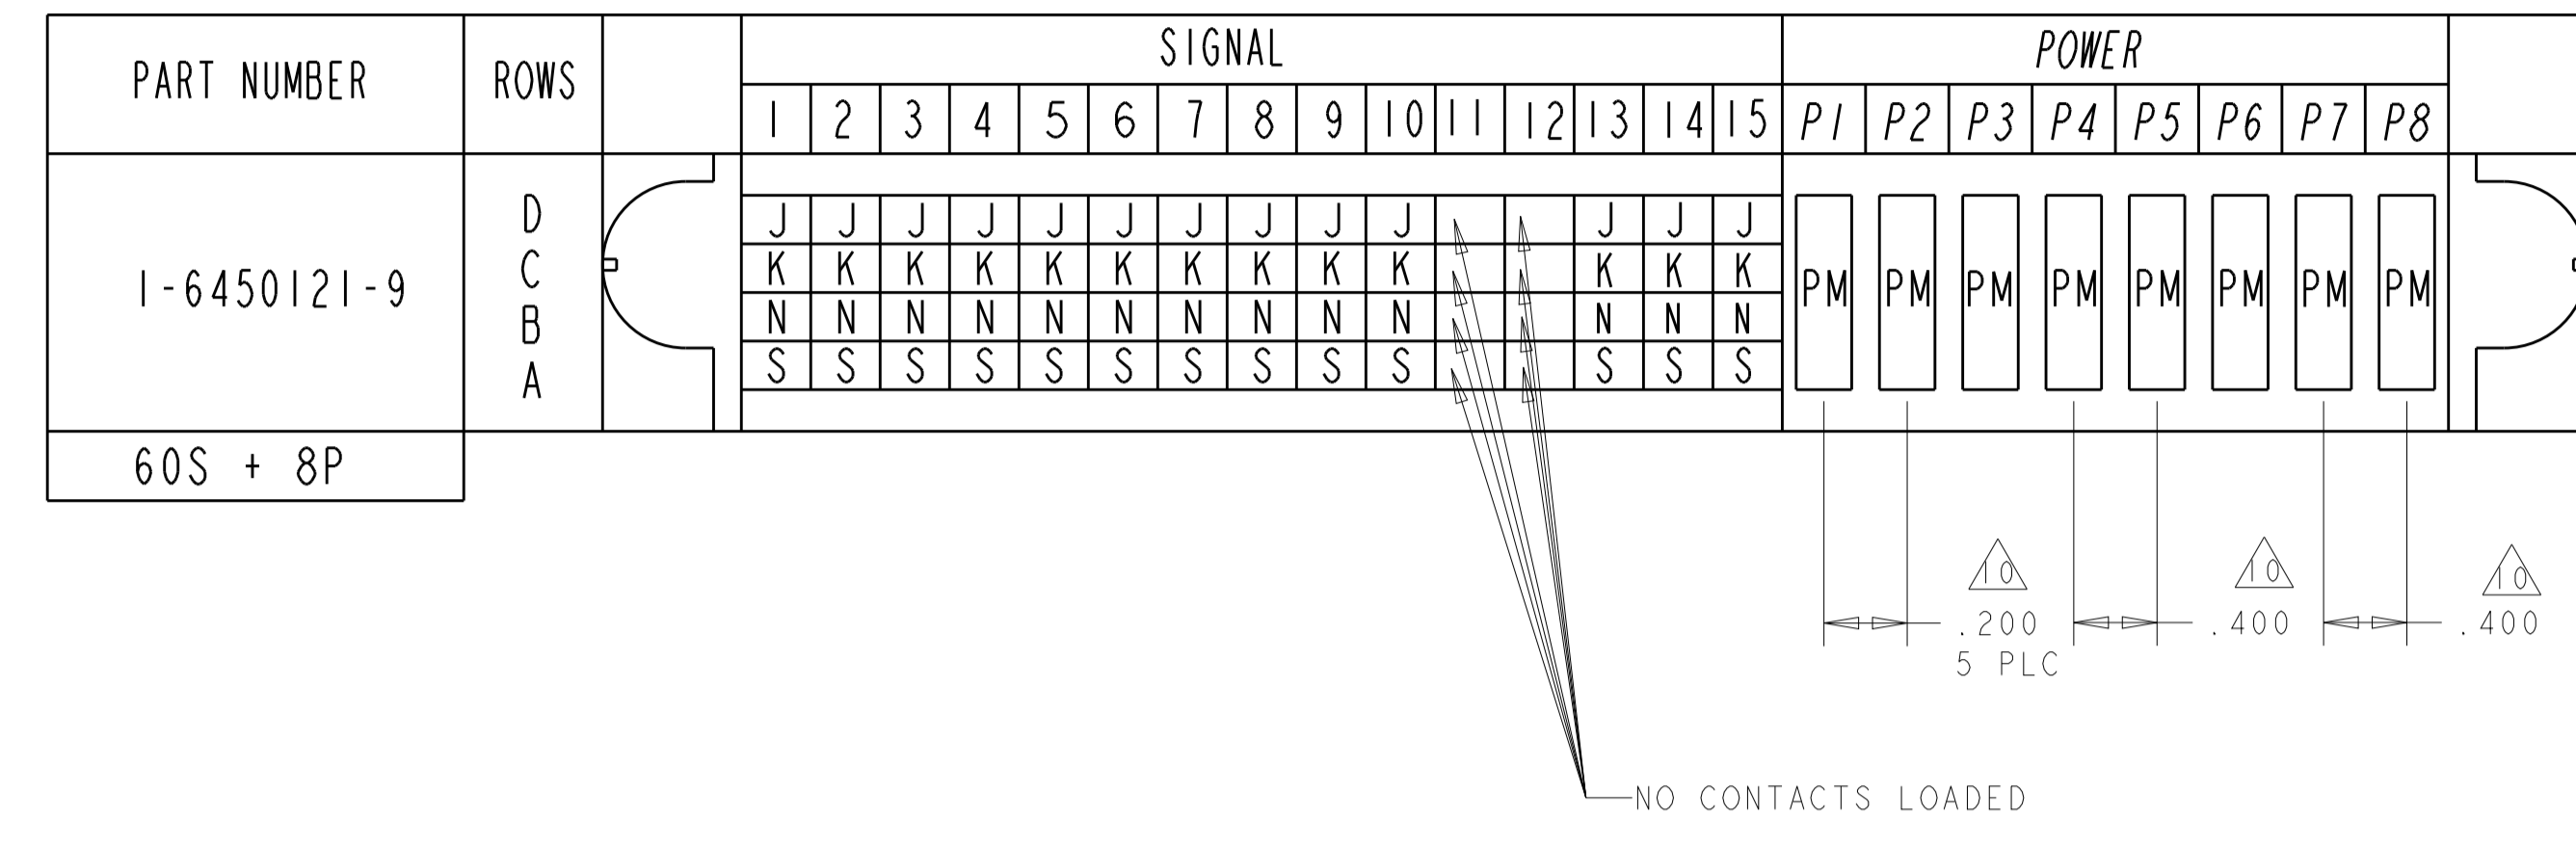 PART NUMBER ROWS SIGNAL POWER
1 2 3 4 5 6 7 8 9 10 11 12 13 14 15 P1 P2 P3 P4 P5 P6 P7 P8
D J J J J J J J J J J J J J
C K K K K K K K K K K K K K
1-6450121-9 PM PM PM PM PM PM PM PM
B N N N N N N N N N N N N N
A S S S S S S S S S S S S S
60S + 8P
10 10 10
.200 .400 .400
5 PLC
NO CONTACTS LOADED